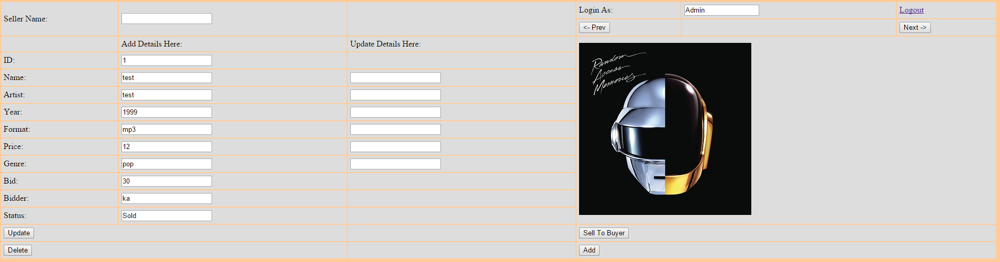 Seller Name:
Login As: Admin Logout
<- Prev Next ->
Add Details Here: Update Details Here:
ID: 1
Name: test
Artist: test
Year: 1999
Format: mp3
Price: 12
Genre: pop
Bid: 30
Bidder: ka
Status: Sold
Random
Access
Memories
Update Sell To Buyer
Delete Add